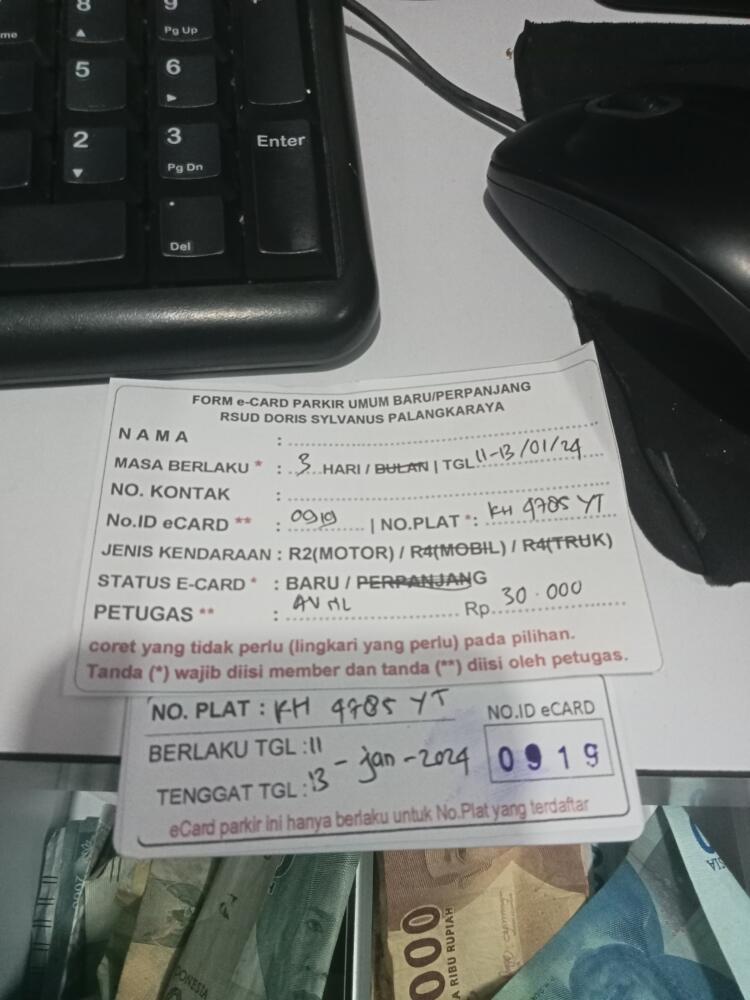 8
9
Pg Up
5
6
2
3
Pg Dn
Enter
.
Del
FORM e-CARD PARKIR UMUM BARU/PERPANJANG
RSUD DORIS SYLVANUS PALANGKARAYA
NAMA :
MASA BERLAKU * : 3 HARI / BULAN | TGL 11-13/01/24
NO. KONTAK :
No.ID eCARD ** : 0919 | NO.PLAT *: KH 4785 YT
JENIS KENDARAAN : R2(MOTOR) / R4(MOBIL) / R4(TRUK)
STATUS E-CARD * : BARU / PERPANJANG
PETUGAS ** : Rp. 30.000
coret yang tidak perlu (lingkari yang perlu) pada pilihan.
Tanda (*) wajib diisi member dan tanda (**) diisi oleh petugas.
NO. PLAT : KH 4785 YT
NO.ID eCARD
BERLAKU TGL : 11
0919
TENGGAT TGL : 13 - Jan - 2024
eCard parkir ini hanya berlaku untuk No.Plat yang terdaftar
000
RIBU RUPIAH